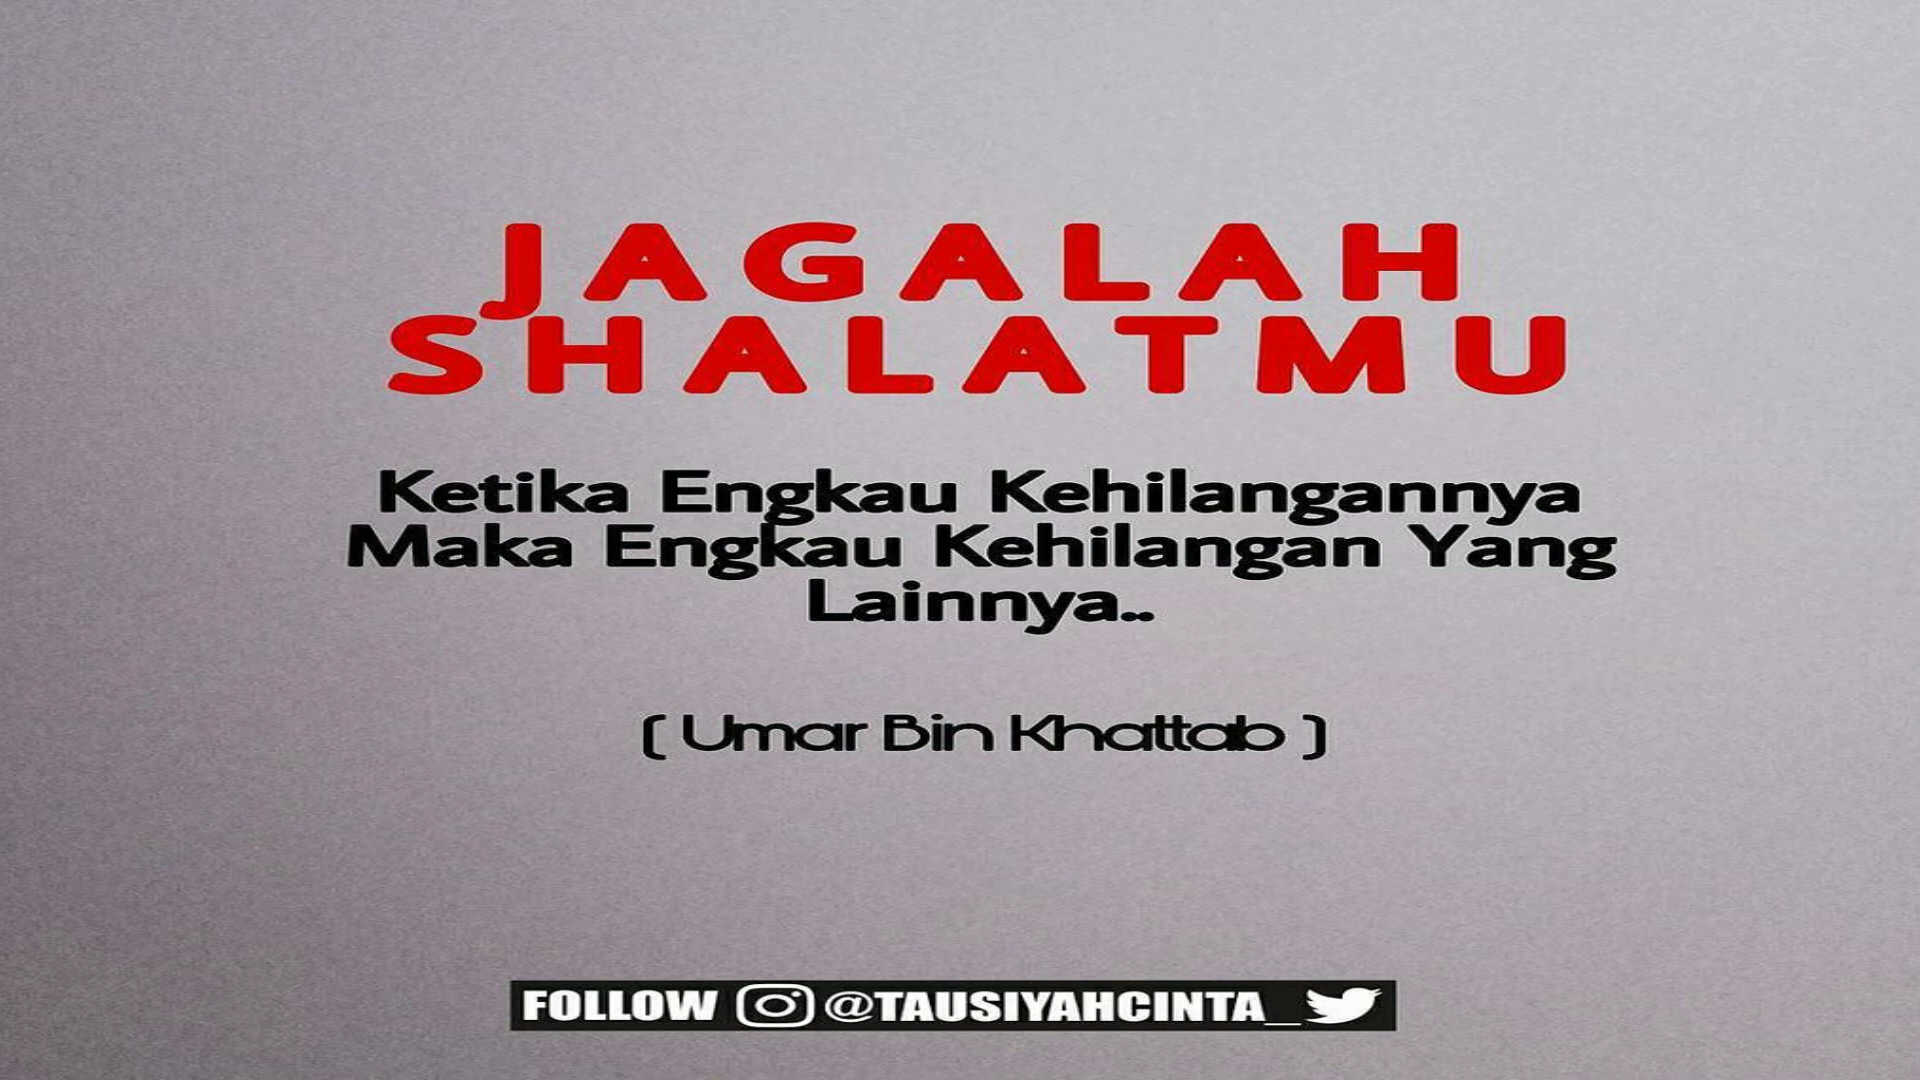 JAGALAH
SHALATMU
Ketika Engkau Kehilangannya
Maka Engkau Kehilangan Yang
Lainnya..
( Umar Bin Khattab )
FOLLOW @TAUSIYAHCINTA_